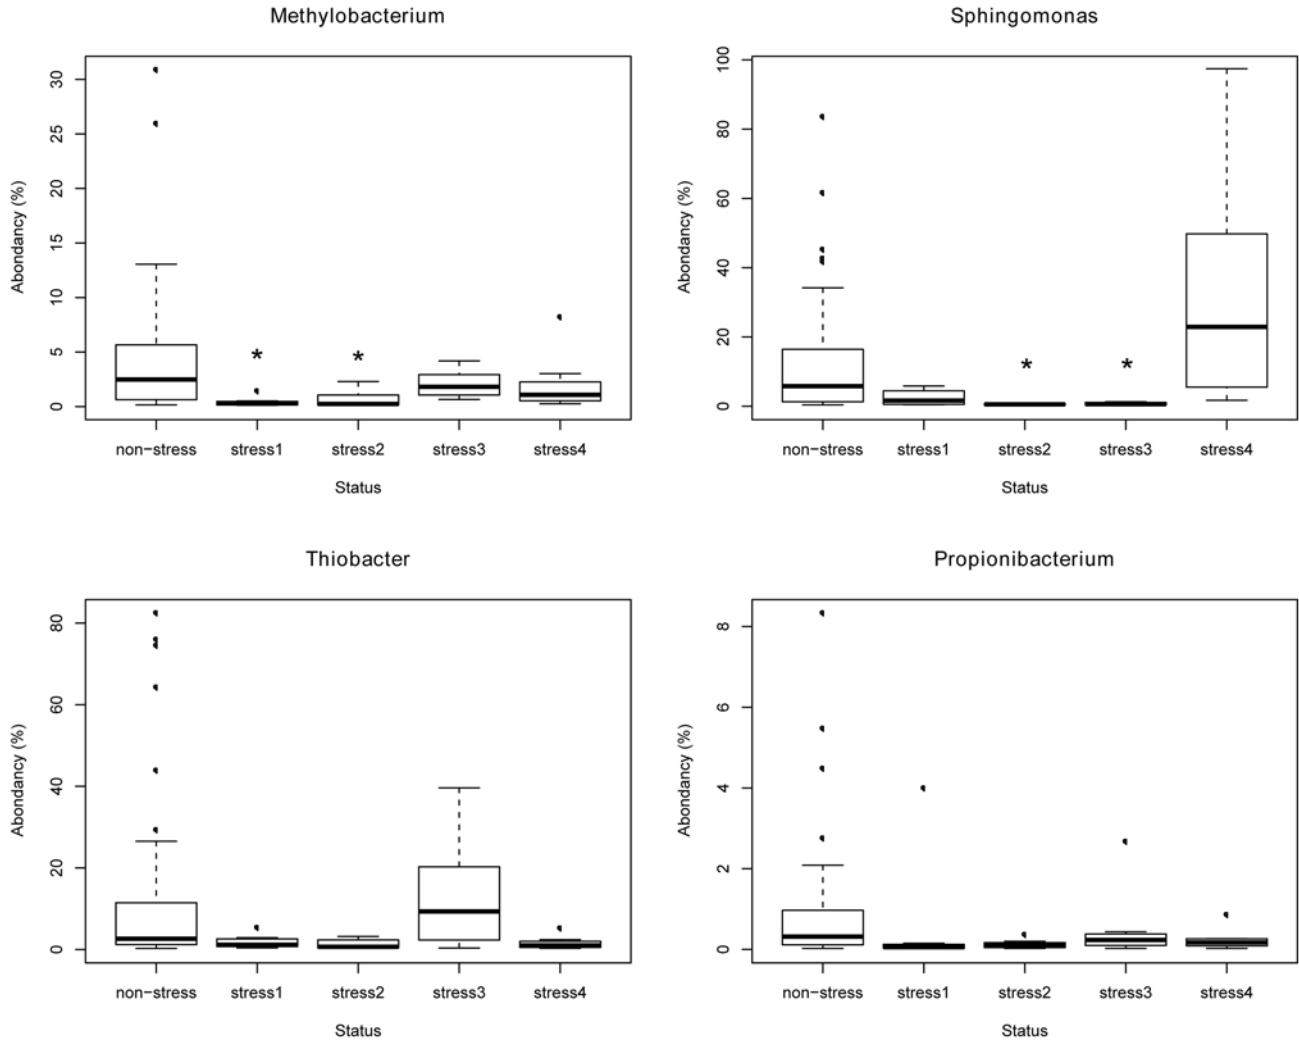 Methylobacterium
Abondancy (%)
30
25
20
15
10
5
0
* *
non-stress stress1 stress2 stress3 stress4
Status
Sphingomonas
Abondancy (%)
100
80
60
40
20
0
* *
non-stress stress1 stress2 stress3 stress4
Status
Thiobacter
Abondancy (%)
80
60
40
20
0
non-stress stress1 stress2 stress3 stress4
Status
Propionibacterium
Abondancy (%)
8
6
4
2
0
non-stress stress1 stress2 stress3 stress4
Status